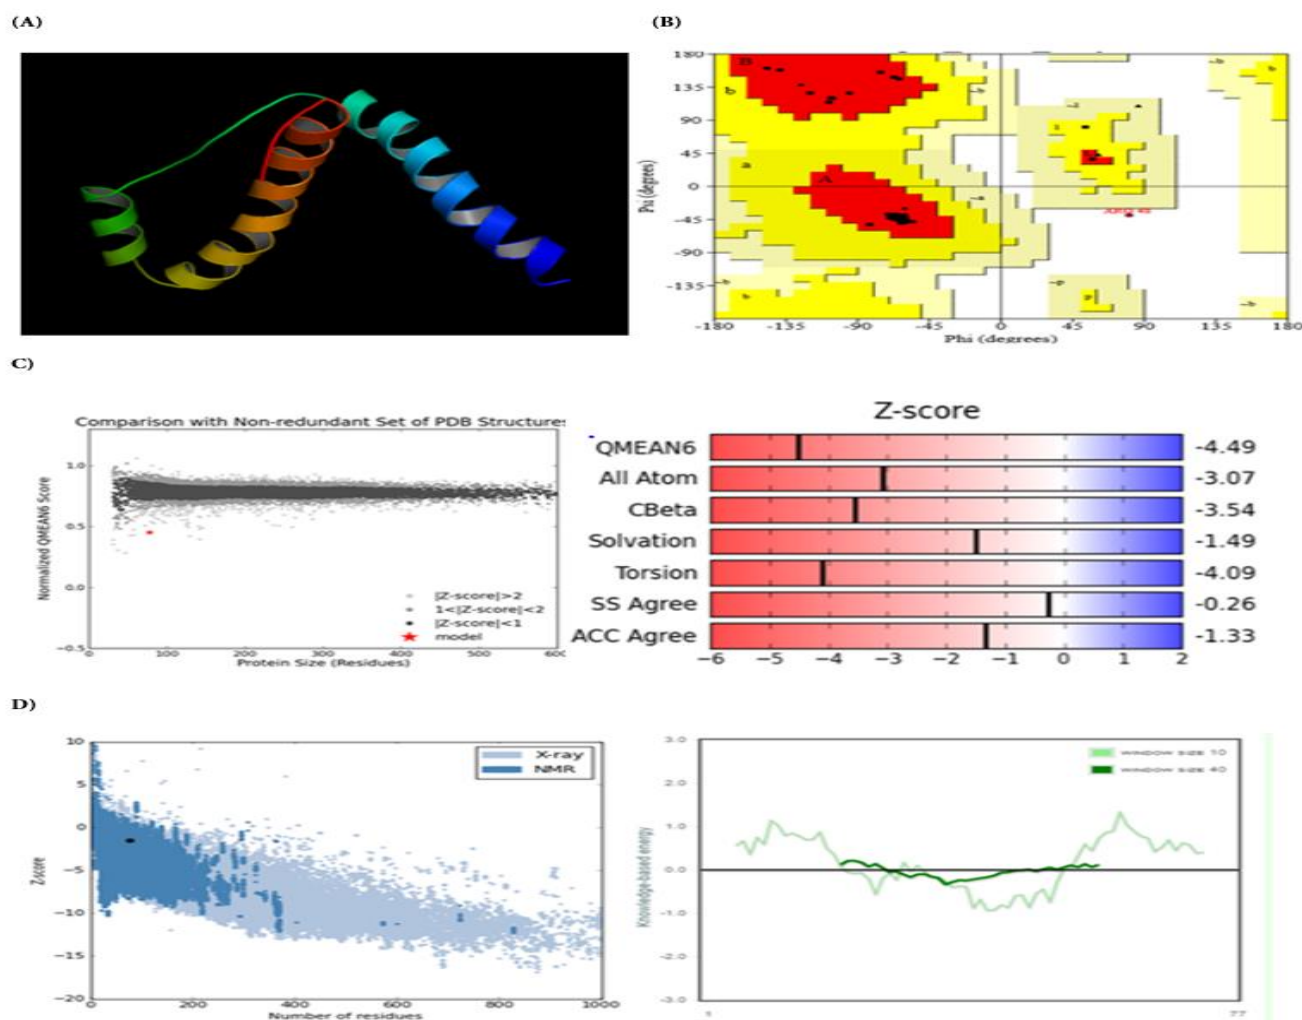 (A)
(B)
180
135
90
45
0
-45
-90
-135
-180
-135
-90
-45
0
45
90
135
180
Psi (degrees)
Phi (degrees)
B
b
a
A
~a
~l
l
~b
b
~b
b
~p
p
~b
C)
Comparison with Non-redundant Set of PDB Structures
Normalized QMEAN6 Score
1.0
0.5
0.0
−0.5
|Z-score|>2
1<|Z-score|<2
|Z-score|<1
model
0
100
200
300
400
500
600
Protein Size (Residues)
Z-score
QMEAN6 -4.49
All Atom -3.07
CBeta -3.54
Solvation -1.49
Torsion -4.09
SS Agree -0.26
ACC Agree -1.33
−6 −5 −4 −3 −2 −1 0 1 2
D)
10
5
0
−5
−10
−15
−20
Z-score
X-ray
NMR
0 200 400 600 800 1000
Number of residues
3.0
2.0
1.0
0.0
-1.0
-2.0
-3.0
Knowledge-based energy
window size 10
window size 40
1
77